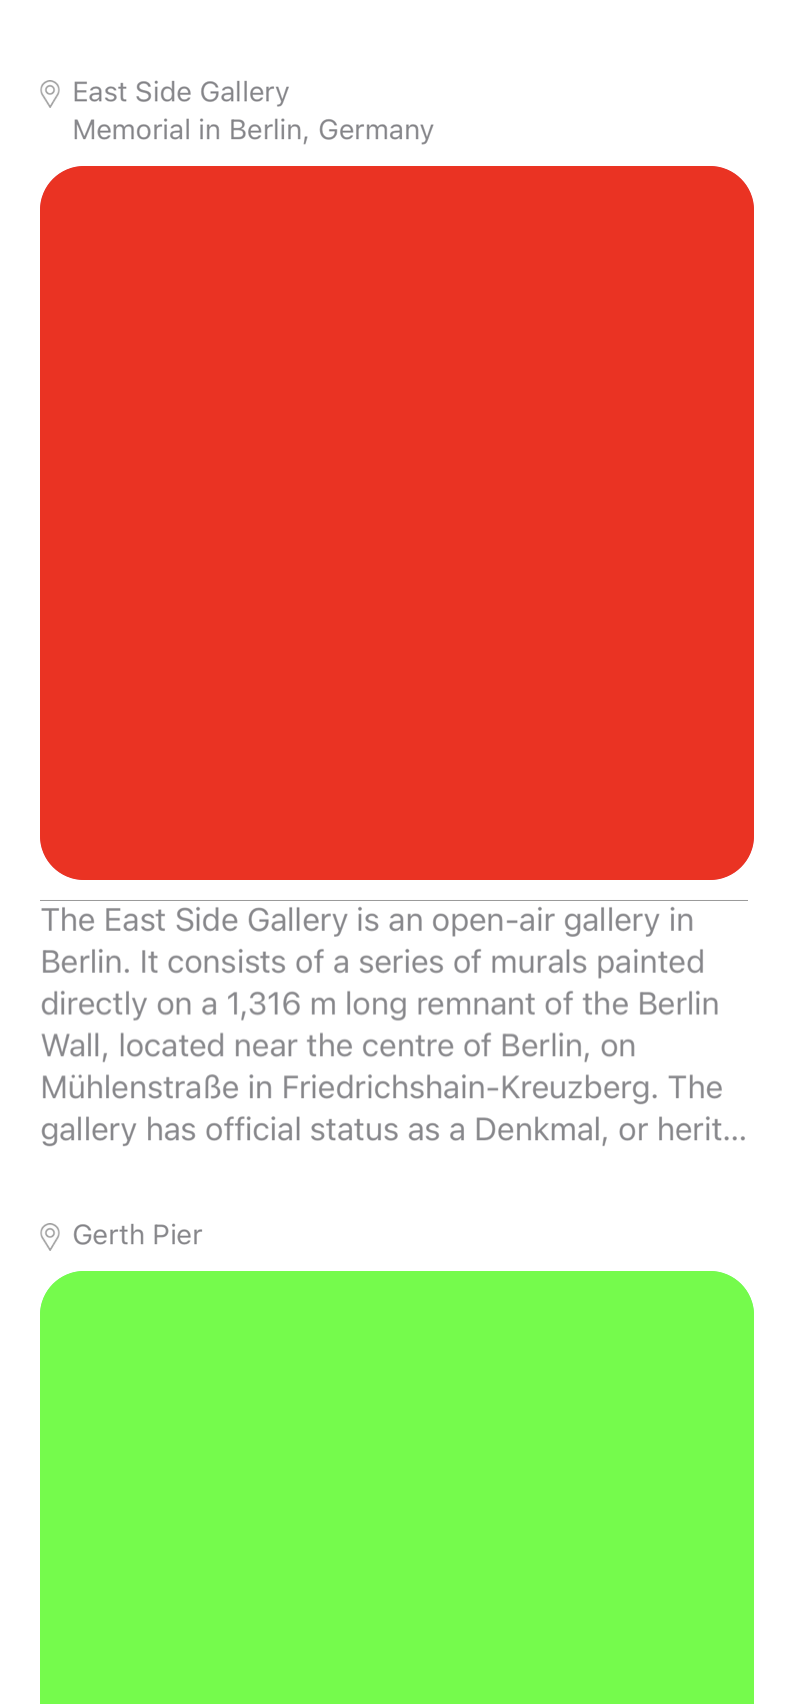 East Side Gallery
Memorial in Berlin, Germany
The East Side Gallery is an open-air gallery in
Berlin. It consists of a series of murals painted
directly on a 1,316 m long remnant of the Berlin
Wall, located near the centre of Berlin, on
Mühlenstraße in Friedrichshain-Kreuzberg. The
gallery has official status as a Denkmal, or herit...
Gerth Pier